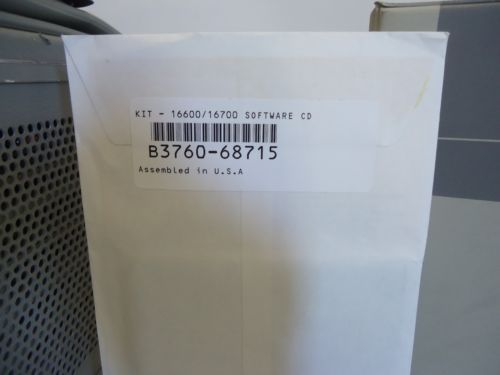 KIT - 16600/16700 SOFTWARE CD
B3760-68715
Assembled in U.S.A